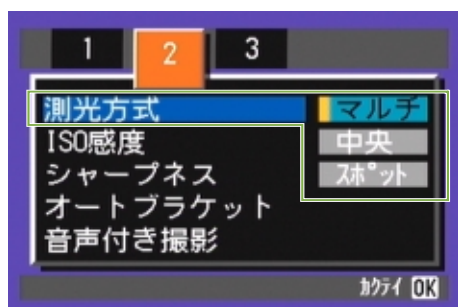 1 2 3
測光方式 マルチ
ISO感度 中央
シャープネス スポット
オートブラケット
音声付き撮影
カクテイ OK